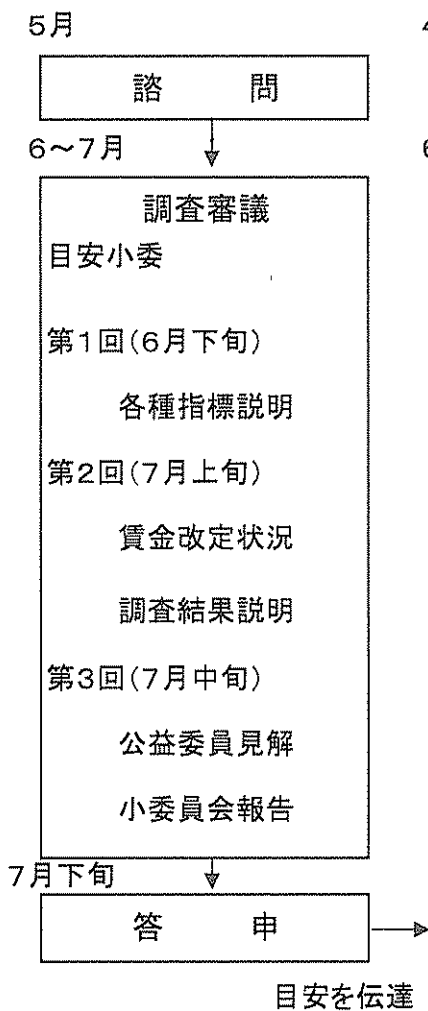 5月
諮　　問
6～7月
調査審議
目安小委
第1回(6月下旬)
各種指標説明
第2回(7月上旬)
賃金改定状況
調査結果説明
第3回(7月中旬)
公益委員見解
小委員会報告
7月下旬
答　　申
目安を伝達